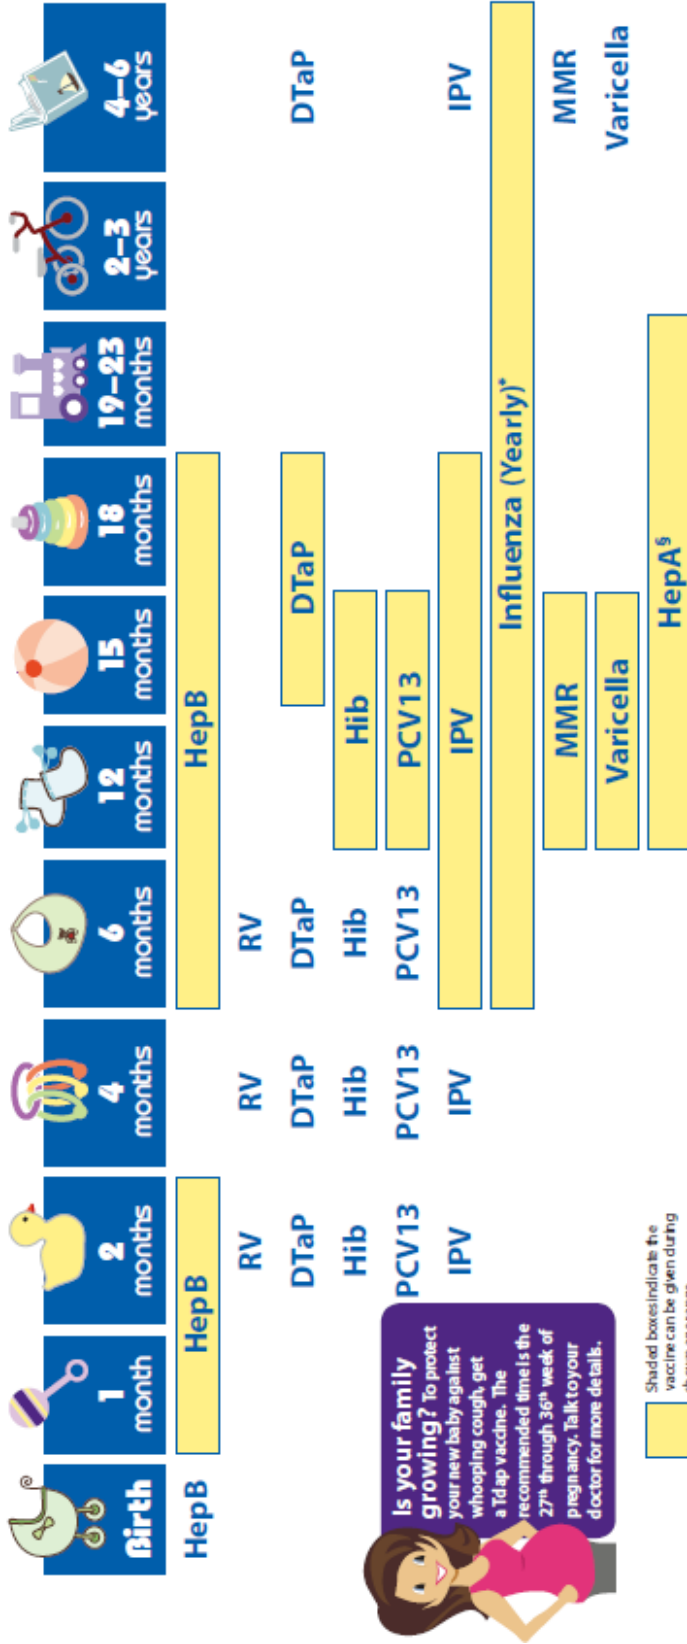 Birth
1
month
2
months
4
months
6
months
12
months
15
months
18
months
19–23
months
2–3
years
4–6
years
HepB
HepB
HepB
RV
RV
RV
DTaP
DTaP
DTaP
DTaP
DTaP
Hib
Hib
Hib
Hib
PCV13
PCV13
PCV13
PCV13
IPV
IPV
IPV
IPV
Influenza (Yearly)*
MMR
MMR
Varicella
Varicella
HepA§
Is your family
growing? To protect
your new baby against
whooping cough, get
a Tdap vaccine. The
recommended time is the
27th through 36th week of
pregnancy. Talk to your
doctor for more details.
Shaded boxes indicate the
vaccine can be given during